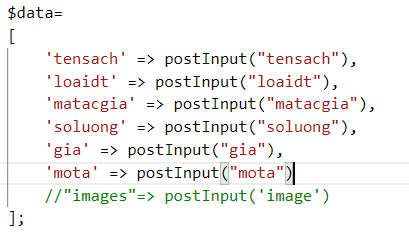 $data=
[
'tensach' => postInput("tensach"),
'loaidt' => postInput("loaidt"),
'matacgia' => postInput("matacgia"),
'soluong' => postInput("soluong"),
'gia' => postInput("gia"),
'mota' => postInput("mota")
//"images"=> postInput('image')
];